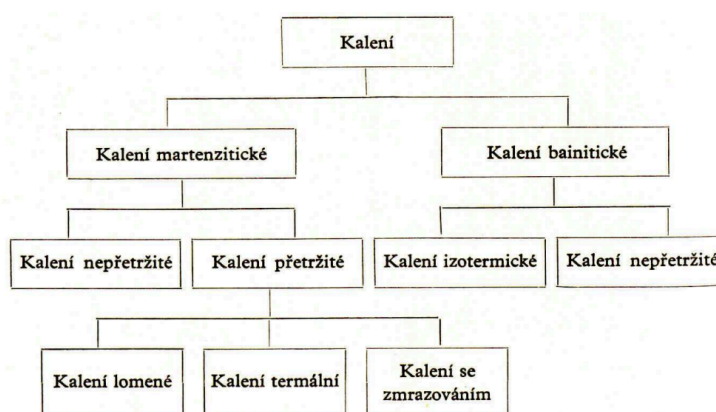 Kalení
Kalení martenzitické
Kalení bainitické
Kalení nepřetržité
Kalení přetržité
Kalení izotermické
Kalení nepřetržité
Kalení lomené
Kalení termální
Kalení se
zmrazováním